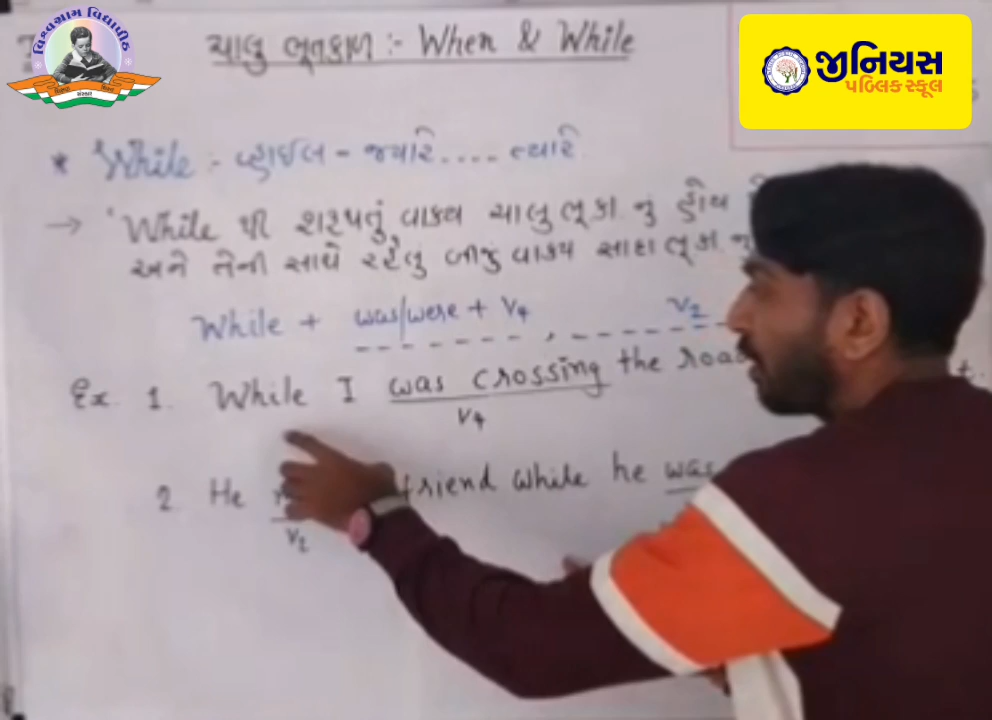 વિશ્વગ્રામ વિદ્યાપીઠ
જીનિયસ
પબ્લિક સ્કૂલ
ચાલુ ભૂતકાળ :- When & While
* While :- વ્હાઈલ - જ્યારે.... ત્યારે
→ 'While થી શરૂ થતું વાક્ય ચાલુ ભૂ.કા. નું હોય
અને તેની સાથે રહેલું બીજું વાક્ય સાદા ભૂ.કા.
While + was/were + V4 , V2
Ex. 1. While I was crossing the road
V4
2. He friend while he was
V2